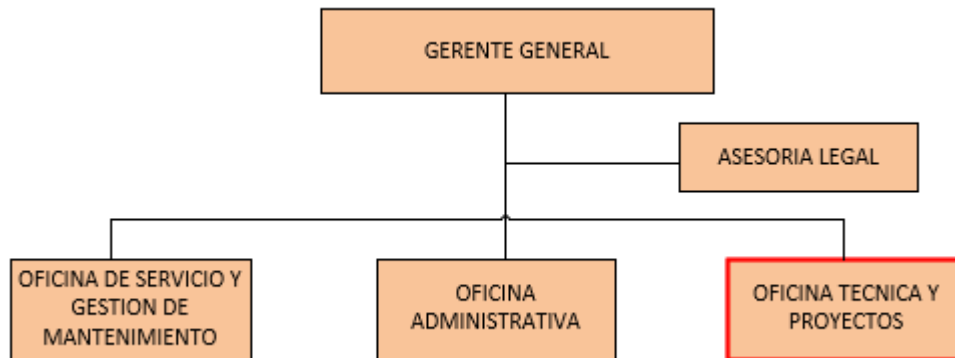 GERENTE GENERAL
ASESORIA LEGAL
OFICINA DE SERVICIO Y
GESTION DE
MANTENIMIENTO
OFICINA
ADMINISTRATIVA
OFICINA TECNICA Y
PROYECTOS